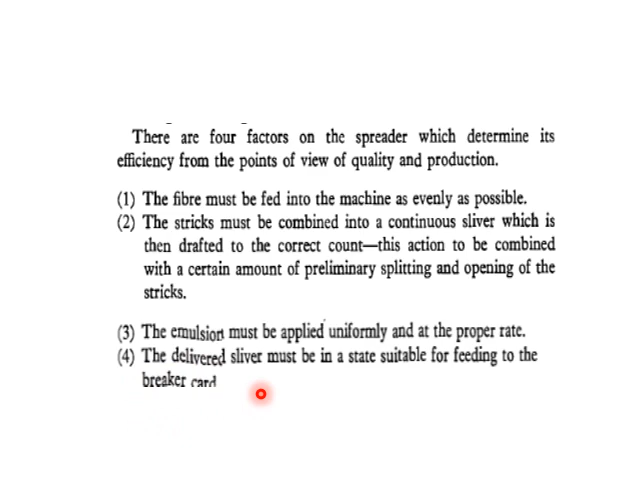 There are four factors on the spreader which determine its
efficiency from the points of view of quality and production.
(1) The fibre must be fed into the machine as evenly as possible.
(2) The stricks must be combined into a continuous sliver which is
then drafted to the correct count—this action to be combined
with a certain amount of preliminary splitting and opening of the
stricks.
(3) The emulsion must be applied uniformly and at the proper rate.
(4) The delivered sliver must be in a state suitable for feeding to the
breaker card